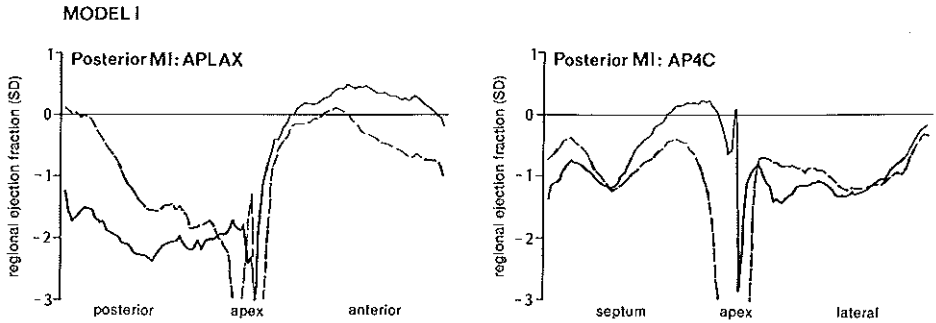 MODEL I
Posterior MI: APLAX
regional ejection fraction (SD)
1
0
-1
-2
-3
posterior
apex
anterior
Posterior MI: AP4C
regional ejection fraction (SD)
1
0
-1
-2
-3
septum
apex
lateral